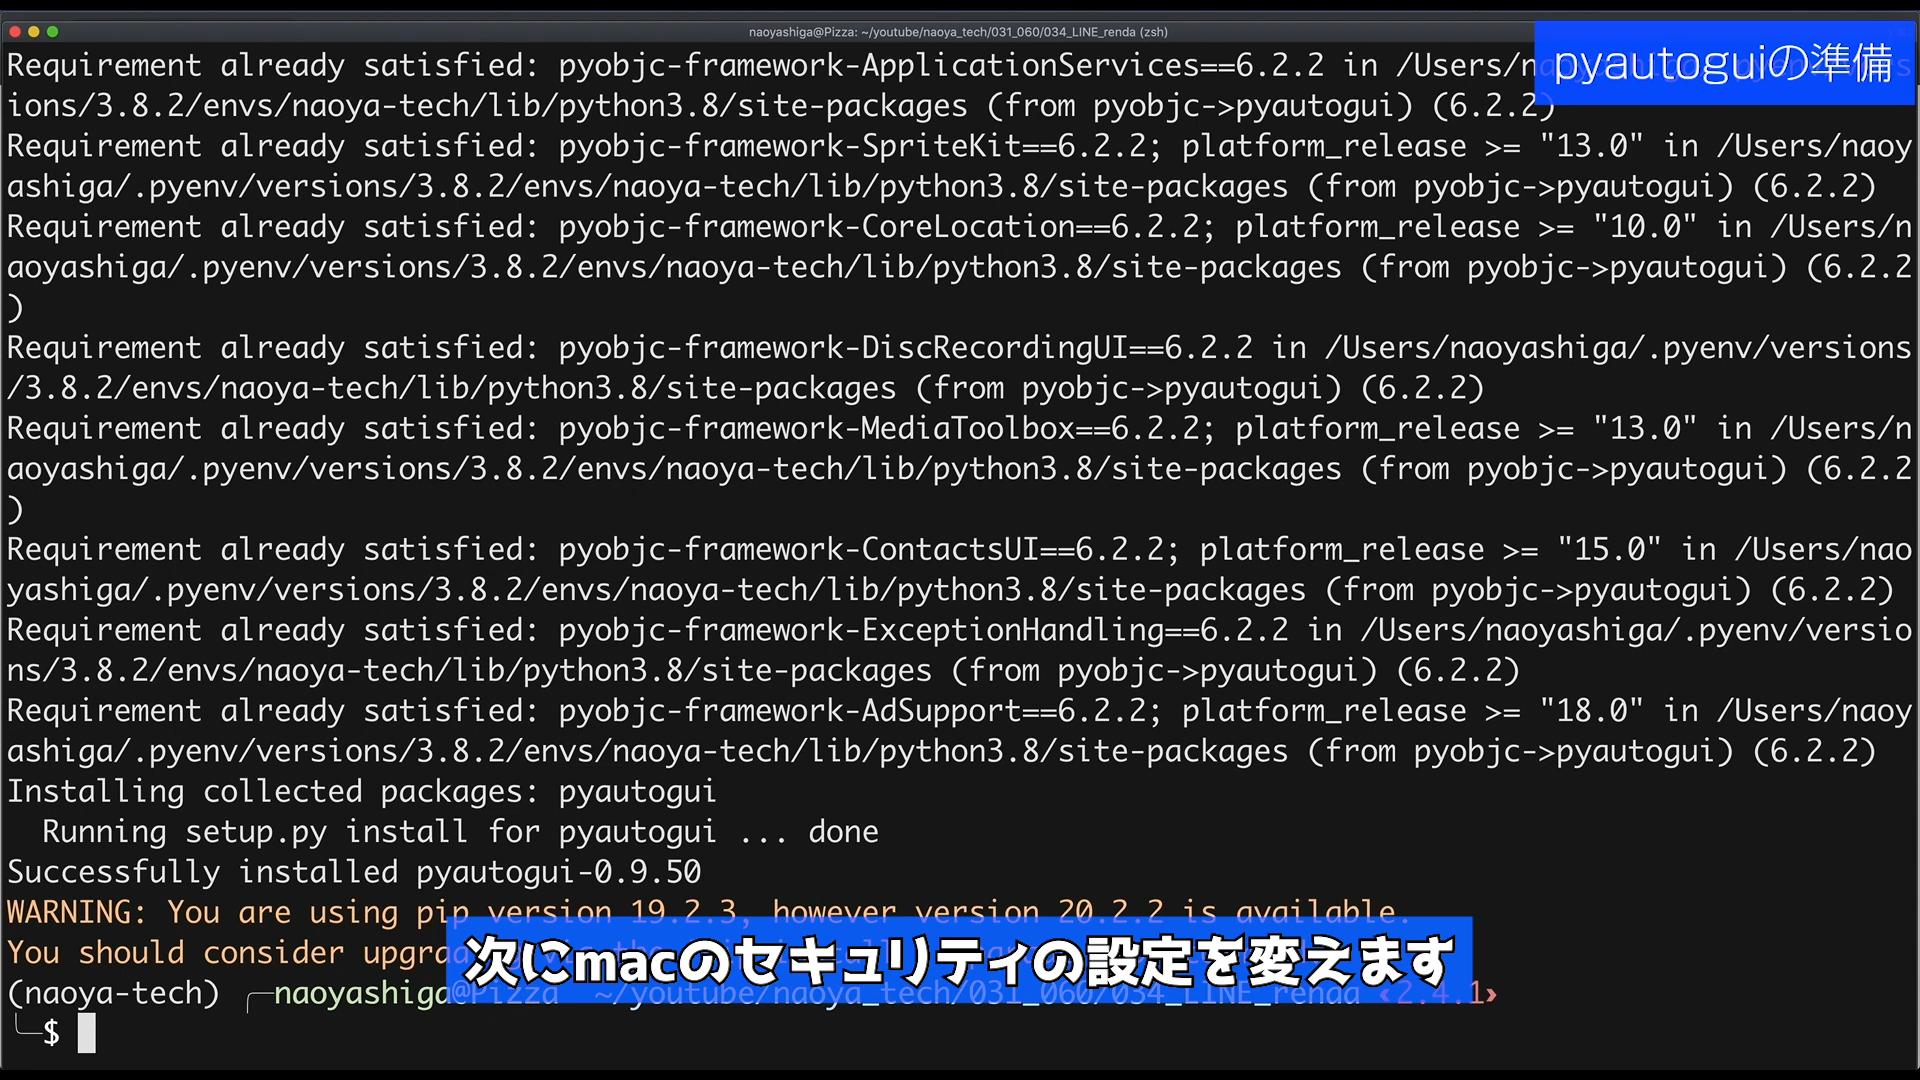 naoyashiga@Pizza: ~/youtube/naoya_tech/031_060/034_LINE_renda (zsh)
pyautoguiの準備
Requirement already satisfied: pyobjc-framework-ApplicationServices==6.2.2 in /Users/n
ions/3.8.2/envs/naoya-tech/lib/python3.8/site-packages (from pyobjc->pyautogui) (6.2.2)
Requirement already satisfied: pyobjc-framework-SpriteKit==6.2.2; platform_release >= "13.0" in /Users/naoy
ashiga/.pyenv/versions/3.8.2/envs/naoya-tech/lib/python3.8/site-packages (from pyobjc->pyautogui) (6.2.2)
Requirement already satisfied: pyobjc-framework-CoreLocation==6.2.2; platform_release >= "10.0" in /Users/n
aoyashiga/.pyenv/versions/3.8.2/envs/naoya-tech/lib/python3.8/site-packages (from pyobjc->pyautogui) (6.2.2
)
Requirement already satisfied: pyobjc-framework-DiscRecordingUI==6.2.2 in /Users/naoyashiga/.pyenv/versions
/3.8.2/envs/naoya-tech/lib/python3.8/site-packages (from pyobjc->pyautogui) (6.2.2)
Requirement already satisfied: pyobjc-framework-MediaToolbox==6.2.2; platform_release >= "13.0" in /Users/n
aoyashiga/.pyenv/versions/3.8.2/envs/naoya-tech/lib/python3.8/site-packages (from pyobjc->pyautogui) (6.2.2
)
Requirement already satisfied: pyobjc-framework-ContactsUI==6.2.2; platform_release >= "15.0" in /Users/nao
yashiga/.pyenv/versions/3.8.2/envs/naoya-tech/lib/python3.8/site-packages (from pyobjc->pyautogui) (6.2.2)
Requirement already satisfied: pyobjc-framework-ExceptionHandling==6.2.2 in /Users/naoyashiga/.pyenv/versio
ns/3.8.2/envs/naoya-tech/lib/python3.8/site-packages (from pyobjc->pyautogui) (6.2.2)
Requirement already satisfied: pyobjc-framework-AdSupport==6.2.2; platform_release >= "18.0" in /Users/naoy
ashiga/.pyenv/versions/3.8.2/envs/naoya-tech/lib/python3.8/site-packages (from pyobjc->pyautogui) (6.2.2)
Installing collected packages: pyautogui
Running setup.py install for pyautogui ... done
Successfully installed pyautogui-0.9.50
WARNING: You are using pip version 19.2.3, however version 20.2.2 is available.
You should consider upgra
次にmacのセキュリティの設定を変えます
(naoya-tech) ╭─naoyashiga@Pizza ~/youtube/naoya_tech/031_060/034_LINE_renda ‹2.4.1›
╰─$